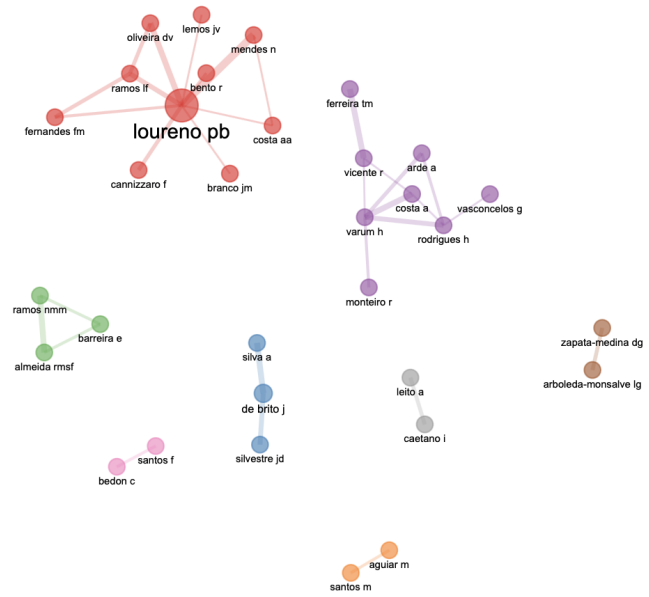 lemos jv
oliveira dv
mendes n
ramos lf
bento r
loureno pb
fernandes fm
costa aa
cannizzaro f
branco jm
ferreira tm
vicente r
arde a
costa a
vasconcelos g
varum h
rodrigues h
monteiro r
ramos nmm
barreira e
almeida rmsf
silva a
de brito j
silvestre jd
leito a
caetano i
zapata-medina dg
arboleda-monsalve lg
santos f
bedon c
aguiar m
santos m